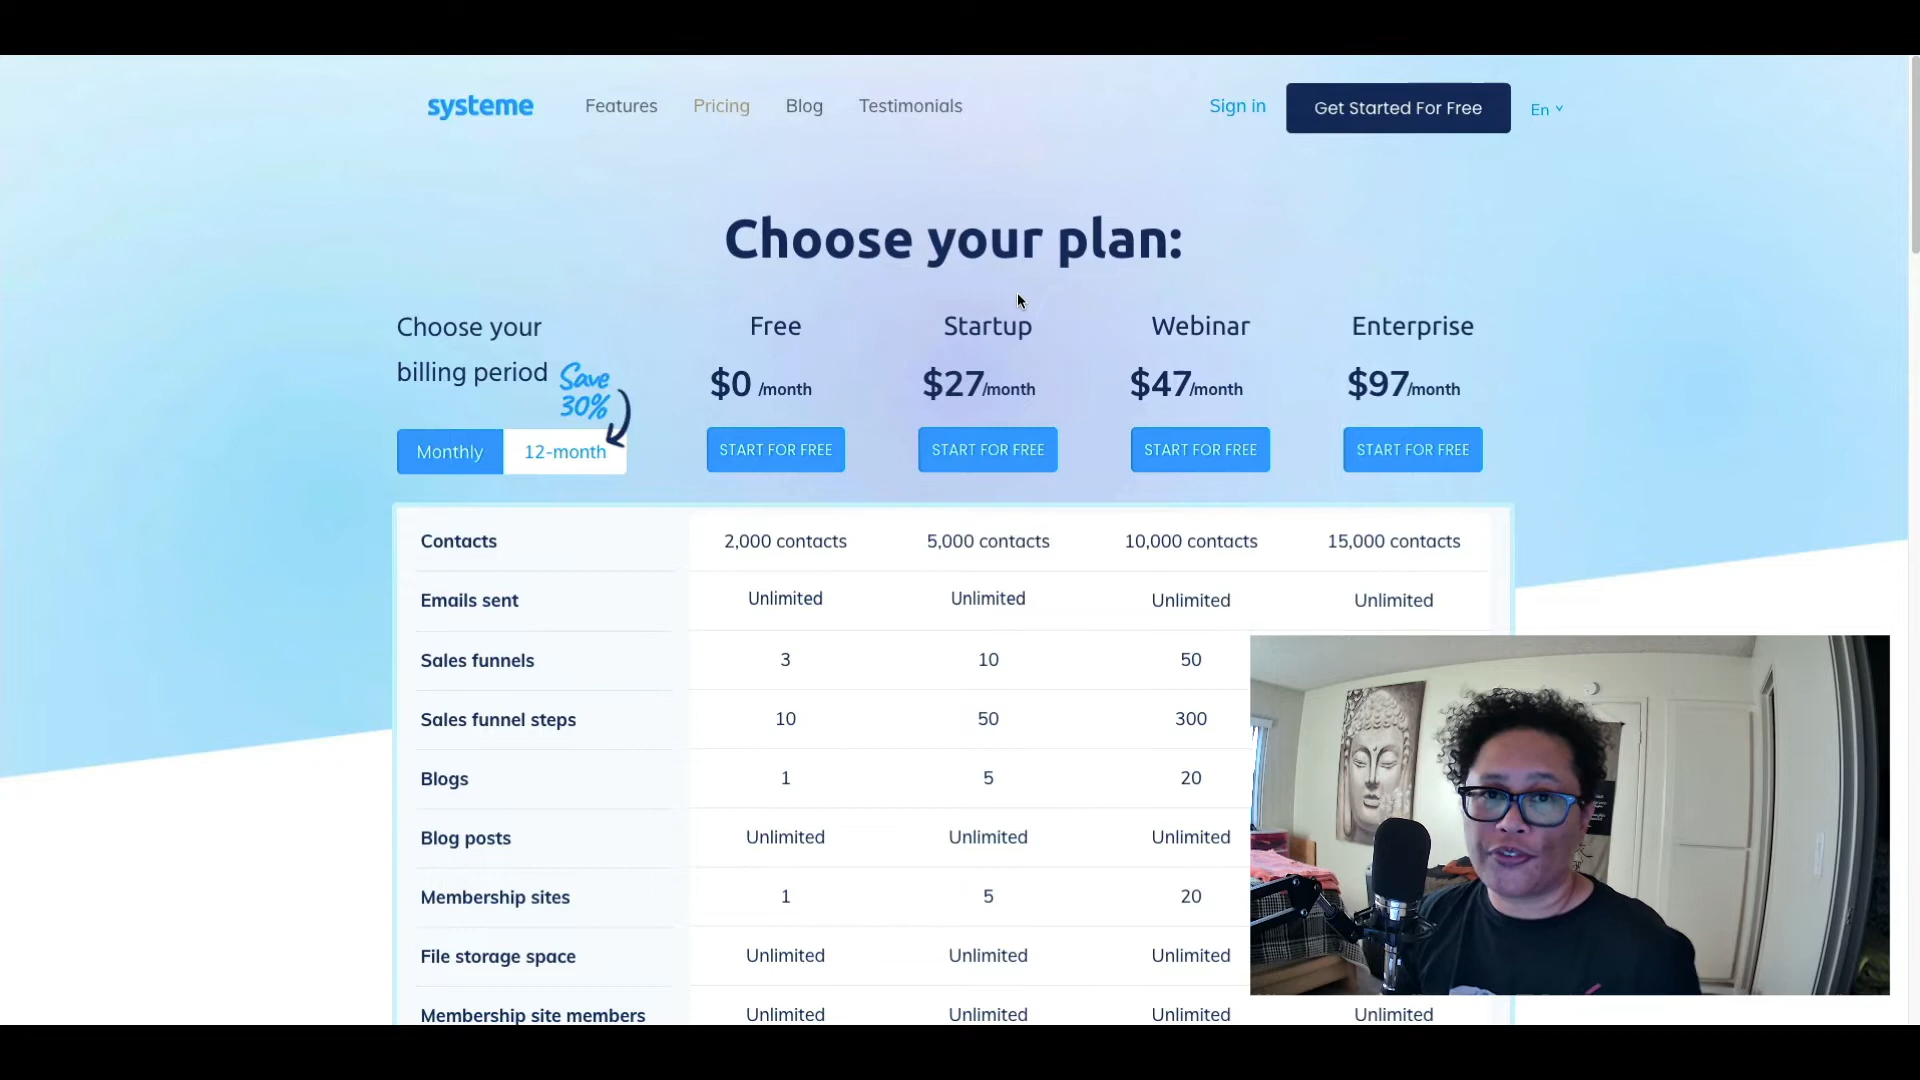 systeme
Features Pricing Blog Testimonials
Sign in Get Started For Free En
Choose your plan:
Choose your
billing period
Save
30%
Monthly 12-month
Free Startup Webinar Enterprise
$0 /month $27/month $47/month $97/month
START FOR FREE START FOR FREE START FOR FREE START FOR FREE
Contacts 2,000 contacts 5,000 contacts 10,000 contacts 15,000 contacts
Emails sent Unlimited Unlimited Unlimited Unlimited
Sales funnels 3 10 50
Sales funnel steps 10 50 300
Blogs 1 5 20
Blog posts Unlimited Unlimited Unlimited
Membership sites 1 5 20
File storage space Unlimited Unlimited Unlimited
Membership site members Unlimited Unlimited Unlimited Unlimited